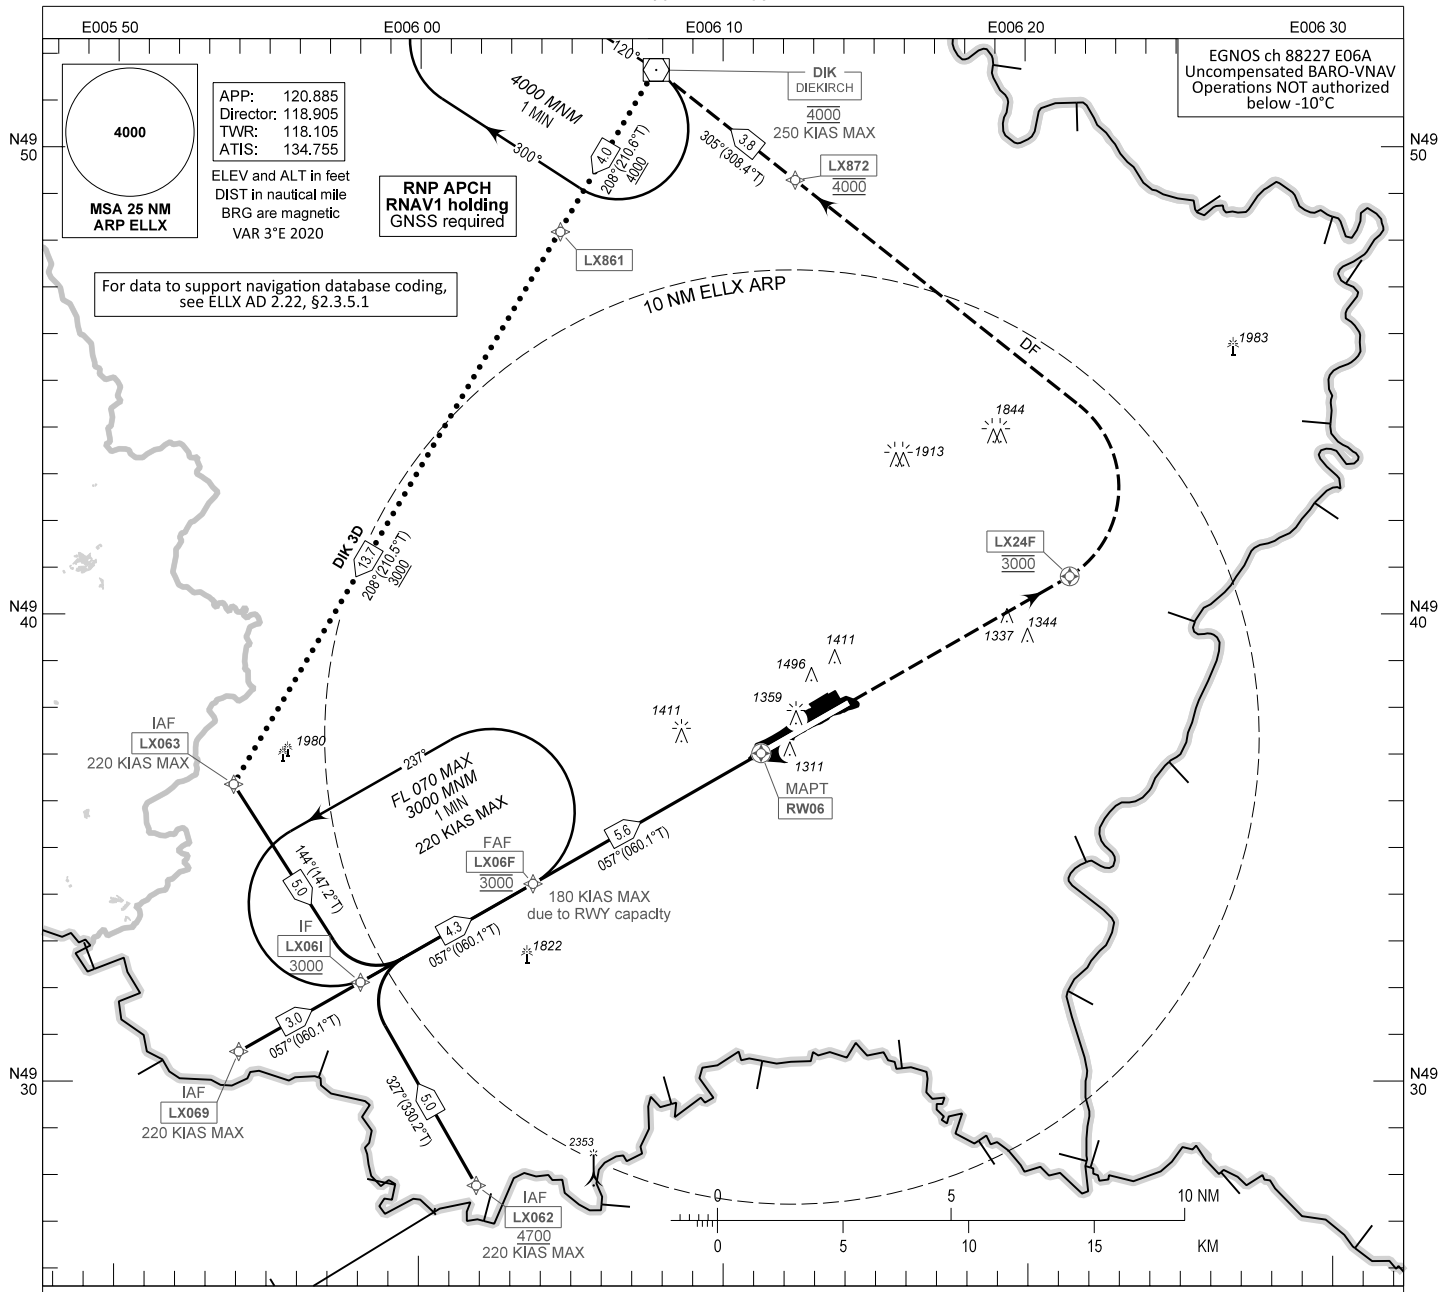 E005 50
E006 00
E006 10
E006 20
E006 30
4000
MSA 25 NM
ARP ELLX
APP: 120.885
Director: 118.905
TWR: 118.105
ATIS: 134.755
ELEV and ALT in feet
DIST in nautical mile
BRG are magnetic
VAR 3°E 2020
RNP APCH
RNAV1 holding
GNSS required
For data to support navigation database coding,
see ELLX AD 2.22, §2.3.5.1
EGNOS ch 88227 E06A
Uncompensated BARO-VNAV
Operations NOT authorized
below -10°C
120°
4000 MNM
1 MIN
300°
DIK
DIEKIRCH
4000
250 KIAS MAX
3.8
305°(308.4°T)
LX872
4000
4.0
208°(210.6°T)
4000
LX861
10 NM ELLX ARP
DF
1983
1844
1913
N49
50
N49
50
DIK 3D
13.7
208°(210.5°T)
3000
LX24F
3000
1337
1344
N49
40
N49
40
1411
1496
1359
1411
1311
MAPT
RW06
IAF
LX063
220 KIAS MAX
1980
237°
FL 070 MAX
3000 MNM
1 MIN
220 KIAS MAX
5.6
057°(060.1°T)
FAF
LX06F
3000
180 KIAS MAX
due to RWY capacity
144°(147.2°T)
5.0
4.3
057°(060.1°T)
1822
IF
LX06I
3000
3.0
057°(060.1°T)
IAF
LX069
220 KIAS MAX
327°(330.2°T)
5.0
N49
30
N49
30
2353
IAF
LX062
4700
220 KIAS MAX
0
5
10 NM
0
5
10
15
KM